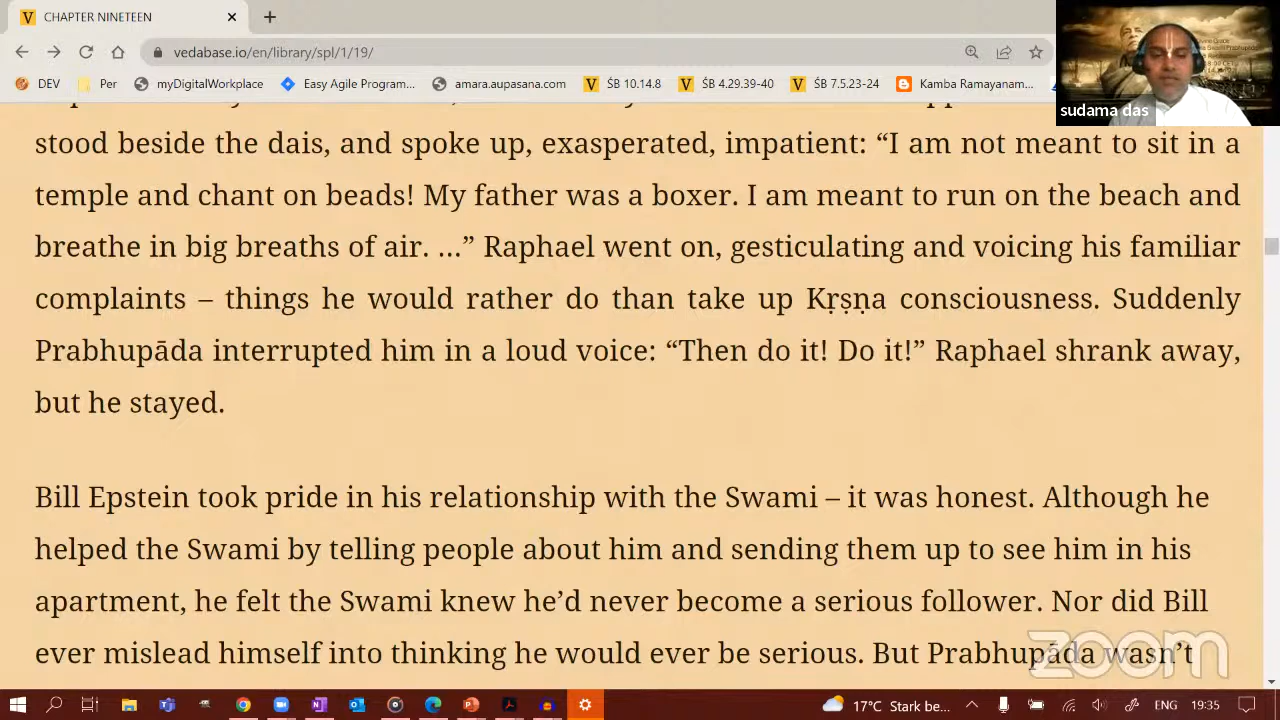 CHAPTER NINETEEN
vedabase.io/en/library/spl/1/19/
DEV
Per
myDigitalWorkplace
Easy Agile Program...
amara.aupasana.com
ŚB 10.14.8
ŚB 4.29.39-40
ŚB 7.5.23-24
Kamba Ramayanam...
sudama das
stood beside the dais, and spoke up, exasperated, impatient: “I am not meant to sit in a
temple and chant on beads! My father was a boxer. I am meant to run on the beach and
breathe in big breaths of air. …” Raphael went on, gesticulating and voicing his familiar
complaints – things he would rather do than take up Kṛṣṇa consciousness. Suddenly
Prabhupāda interrupted him in a loud voice: “Then do it! Do it!” Raphael shrank away,
but he stayed.
Bill Epstein took pride in his relationship with the Swami – it was honest. Although he
helped the Swami by telling people about him and sending them up to see him in his
apartment, he felt the Swami knew he’d never become a serious follower. Nor did Bill
ever mislead himself into thinking he would ever be serious. But Prabhupāda wasn’t
zoom
17°C Stark be...
ENG
19:35